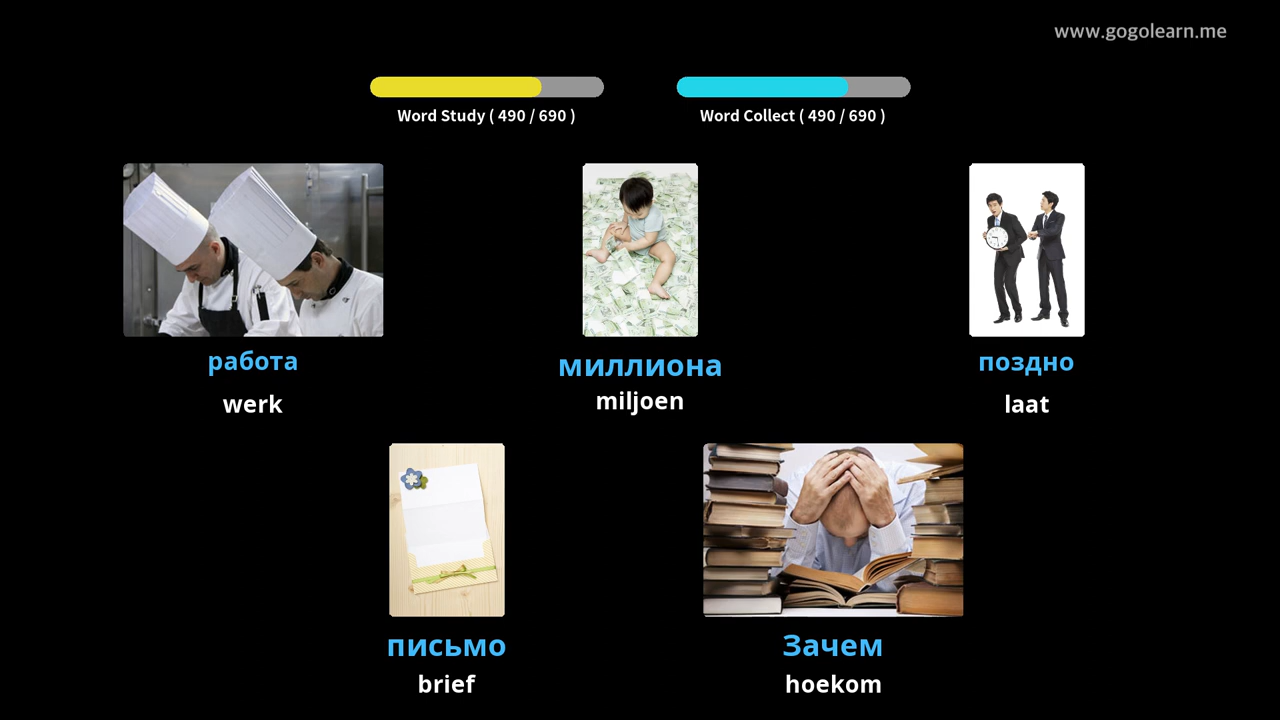 www.gogolearn.me
Word Study ( 490 / 690 )
Word Collect ( 490 / 690 )
работа
werk
миллиона
miljoen
поздно
laat
письмо
brief
Зачем
hoekom